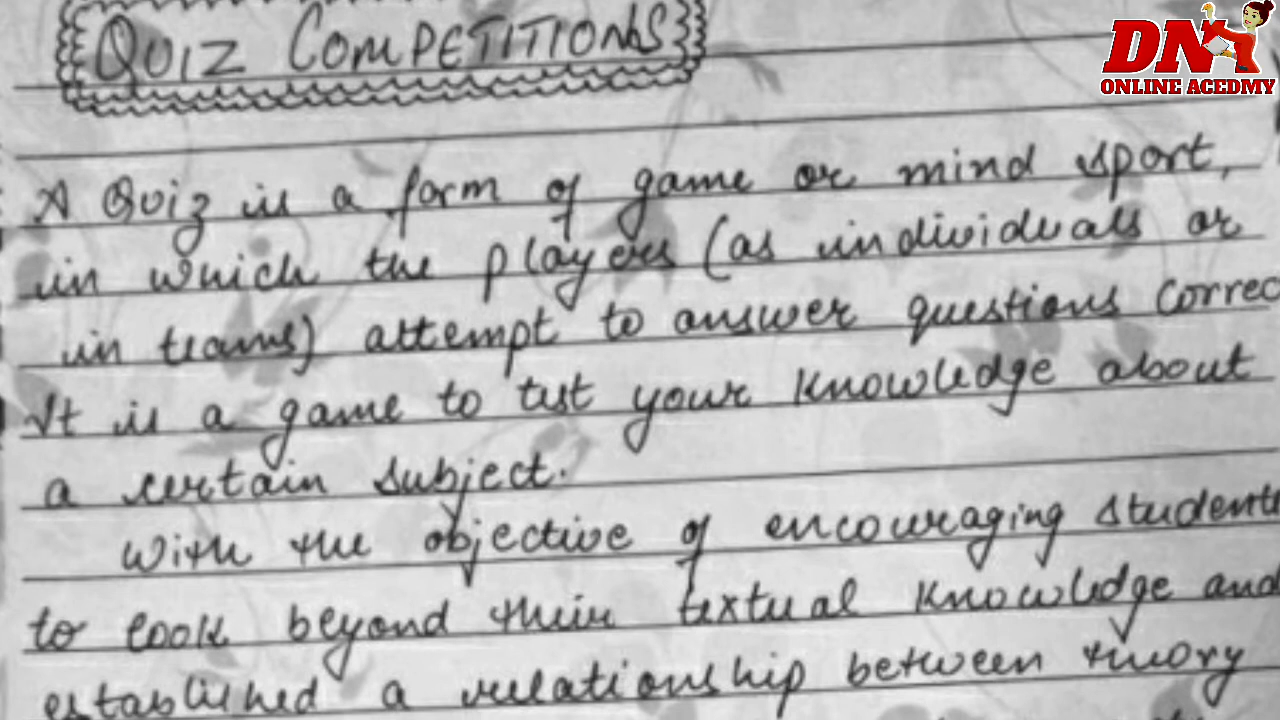 QUIZ COMPETITIONS
DN
ONLINE ACEDMY
A Quiz is a form of game or mind sport,
in which the players (as individuals or
in teams) attempt to answer questions correc
It is a game to test your knowledge about
a certain subject.
With the objective of encouraging students
to look beyond their textual knowledge and
established a relationship between theory